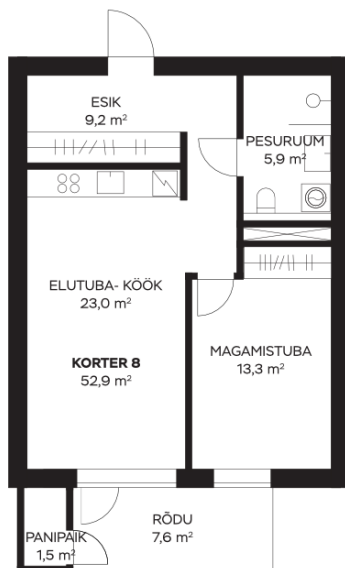 ESIK
9,2 m²
PESURUUM
5,9 m²
ELUTUBA- KÖÖK
23,0 m²
KORTER 8
52,9 m²
MAGAMISTUBA
13,3 m²
PANIPAIK
1,5 m²
RÕDU
7,6 m²